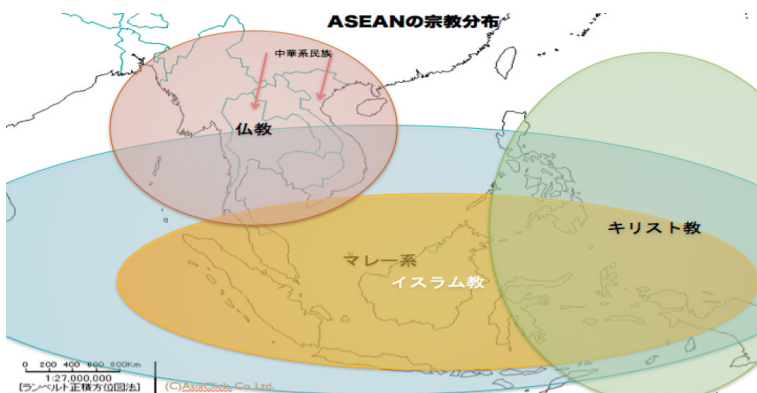 ASEANの宗教分布
中華系民族
仏教
キリスト教
マレー系
イスラム教
0 200 400 600 800Km
1:27,000,000
[ランベルト正積方位図法]
(C)AsiaClick Co. Ltd.